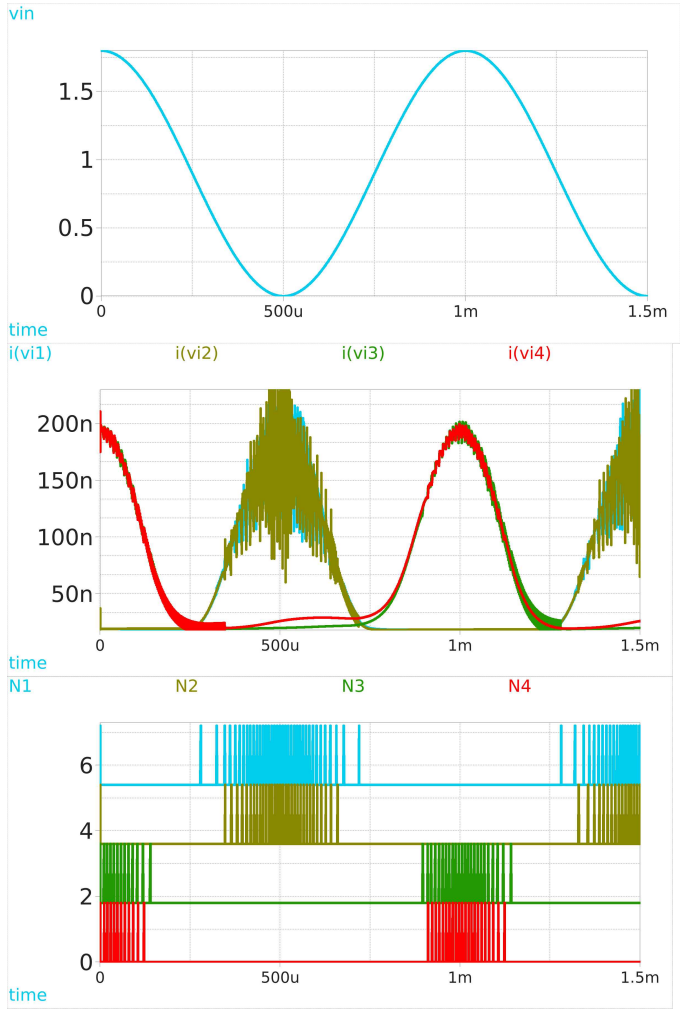 vin
1.5
1
0.5
0
0 500u 1m 1.5m
time
i(vi1) i(vi2) i(vi3) i(vi4)
200n
150n
100n
50n
0 500u 1m 1.5m
time
N1 N2 N3 N4
6
4
2
0
0 500u 1m 1.5m
time